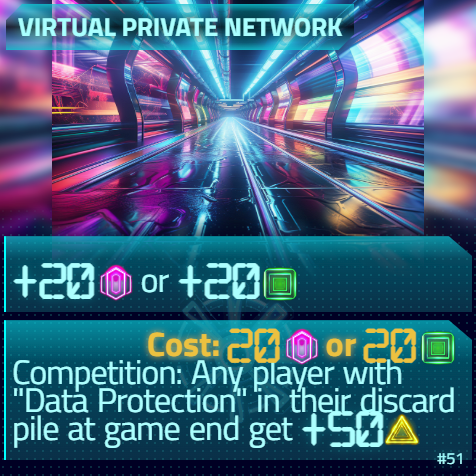 VIRTUAL PRIVATE NETWORK
+20 or +20
Cost: 20 or 20
Competition: Any player with
"Data Protection" in their discard
pile at game end get +50
#51